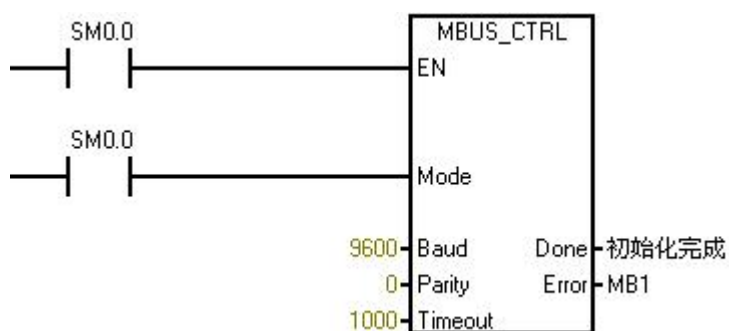 SM0.0 MBUS_CTRL
EN
SM0.0
Mode
9600 Baud Done 初始化完成
0 Parity Error MB1
1000 Timeout